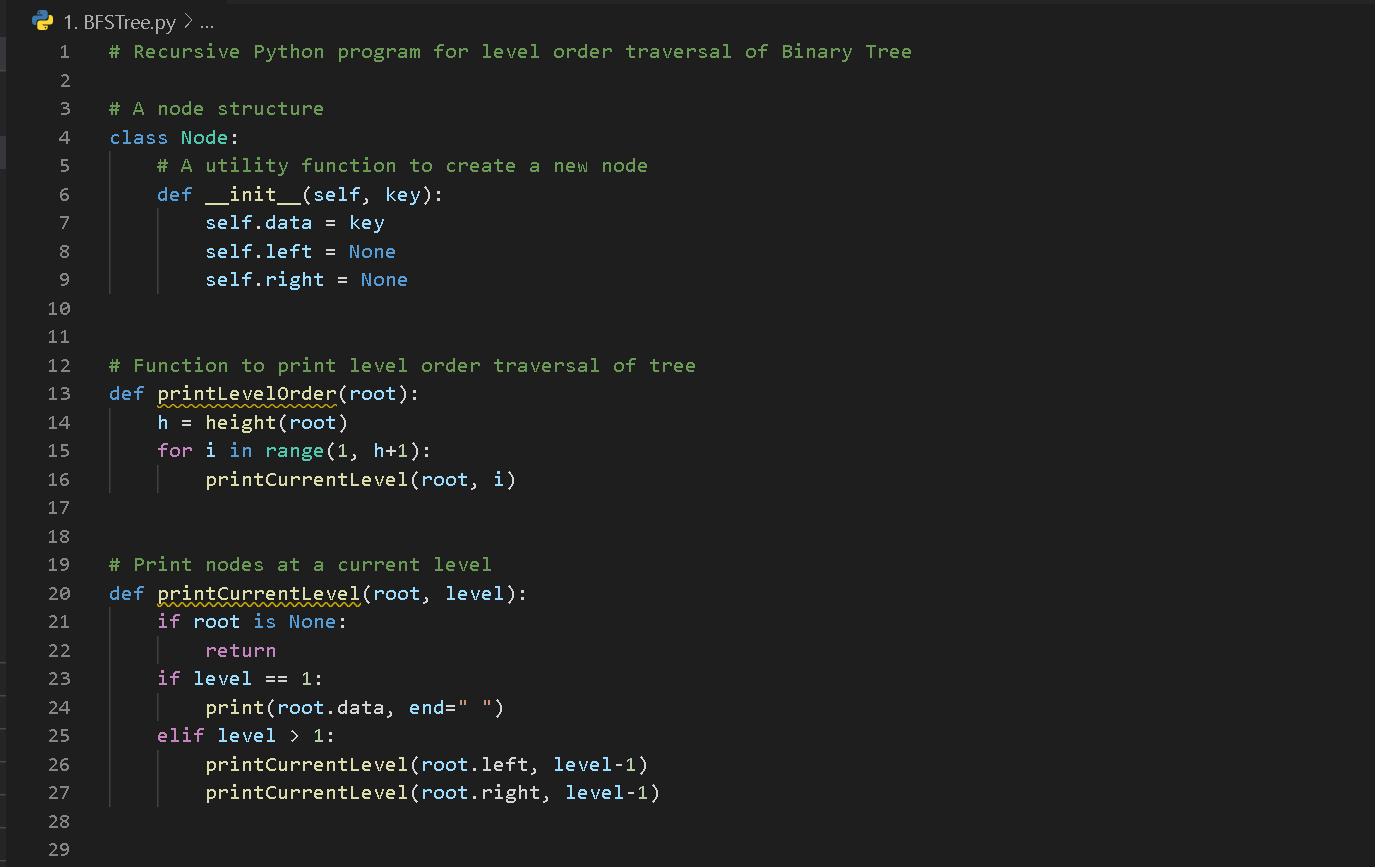 1. BFSTree.py > ...
1 # Recursive Python program for level order traversal of Binary Tree
2
3 # A node structure
4 class Node:
5     # A utility function to create a new node
6     def __init__(self, key):
7         self.data = key
8         self.left = None
9         self.right = None
10
11
12 # Function to print level order traversal of tree
13 def printLevelOrder(root):
14     h = height(root)
15     for i in range(1, h+1):
16         printCurrentLevel(root, i)
17
18
19 # Print nodes at a current level
20 def printCurrentLevel(root, level):
21     if root is None:
22         return
23     if level == 1:
24         print(root.data, end=" ")
25     elif level > 1:
26         printCurrentLevel(root.left, level-1)
27         printCurrentLevel(root.right, level-1)
28
29